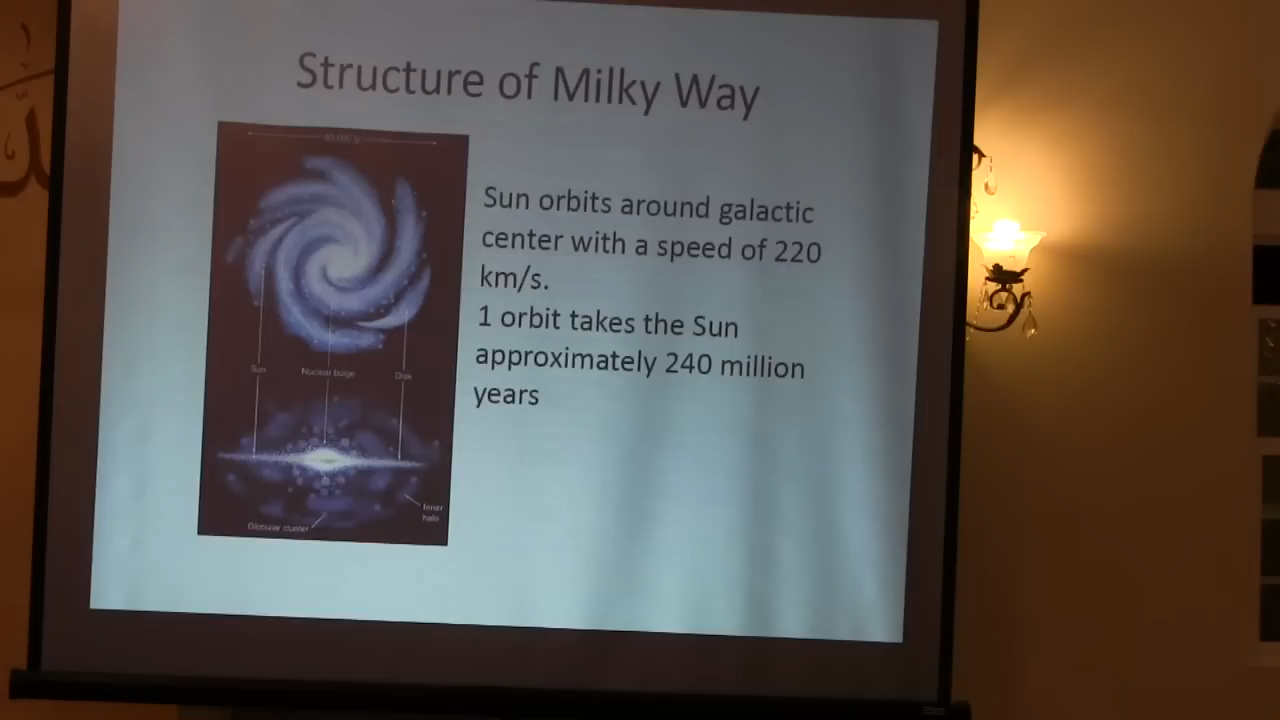 Structure of Milky Way
Sun orbits around galactic
center with a speed of 220
km/s.
1 orbit takes the Sun
approximately 240 million
years
Sun
Nuclear bulge
Disk
Inner
halo
Globular cluster